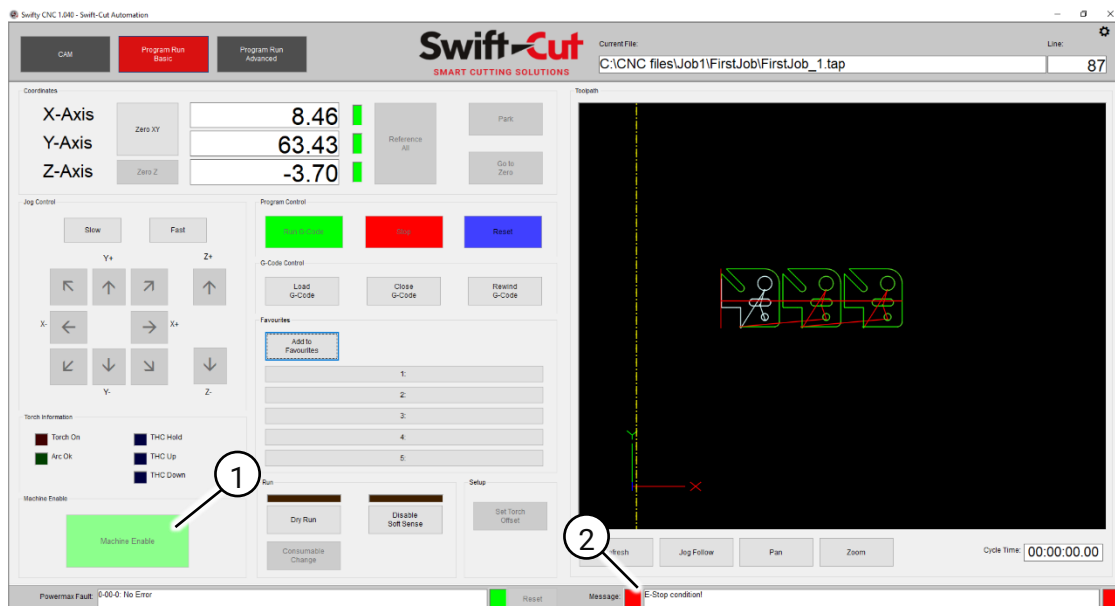 Swifty CNC 1.040 - Swift-Cut Automation
CAM
Program Run
Basic
Program Run
Advanced
Swift-Cut
SMART CUTTING SOLUTIONS
Current File:
Line:
C:\CNC files\Job1\FirstJob\FirstJob_1.tap
87
Coordinates
X-Axis
Zero XY
8.46
Y-Axis
63.43
Z-Axis
Zero Z
-3.70
Reference
All
Park
Go to
Zero
Toolpath
Jog Control
Slow
Fast
Y+
Z+
X-
X+
Y-
Z-
Program Control
Run G-Code
Stop
Reset
G-Code Control
Load
G-Code
Close
G-Code
Rewind
G-Code
Favourites
Add to
Favourites
1:
2:
3:
4:
5:
Torch Information
Torch On
THC Hold
Arc Ok
THC Up
THC Down
1
Machine Enable
Machine Enable
Run
Dry Run
Disable
Soft Sense
Consumable
Change
Setup
Set Torch
Offset
Y
X
2
Jog Follow
Pan
Zoom
Cycle Time:
00:00:00.00
Powermax Fault:
0-00-0: No Error
Reset
Message:
E-Stop condition!